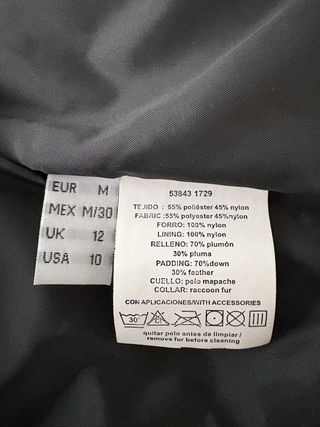 EUR M
MEX M/30
UK 12
USA 10
53843 1729
TEJIDO : 55% poliéster 45% nylon
FABRIC :55% polyester 45%nylon
FORRO: 100% nylon
LINING: 100% nylon
RELLENO: 70% plumón
30% pluma
PADDING: 70%down
30% feather
CUELLO: pelo mapache
COLLAR: raccoon fur
CON APLICACIONES/WITH ACCESSORIES
30°
quitar pelo antes de limpiar /
remove fur before cleaning